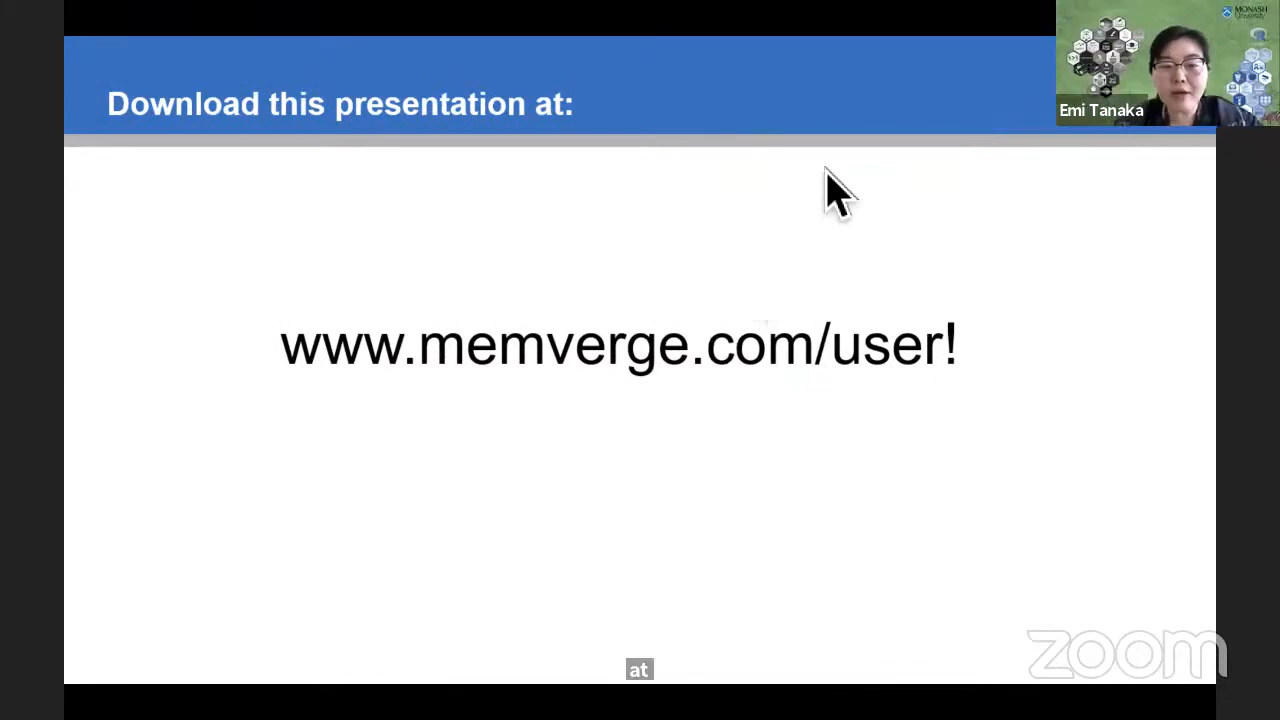 MONASH
University
Download this presentation at:
Emi Tanaka
www.memverge.com/user!
at
zoom